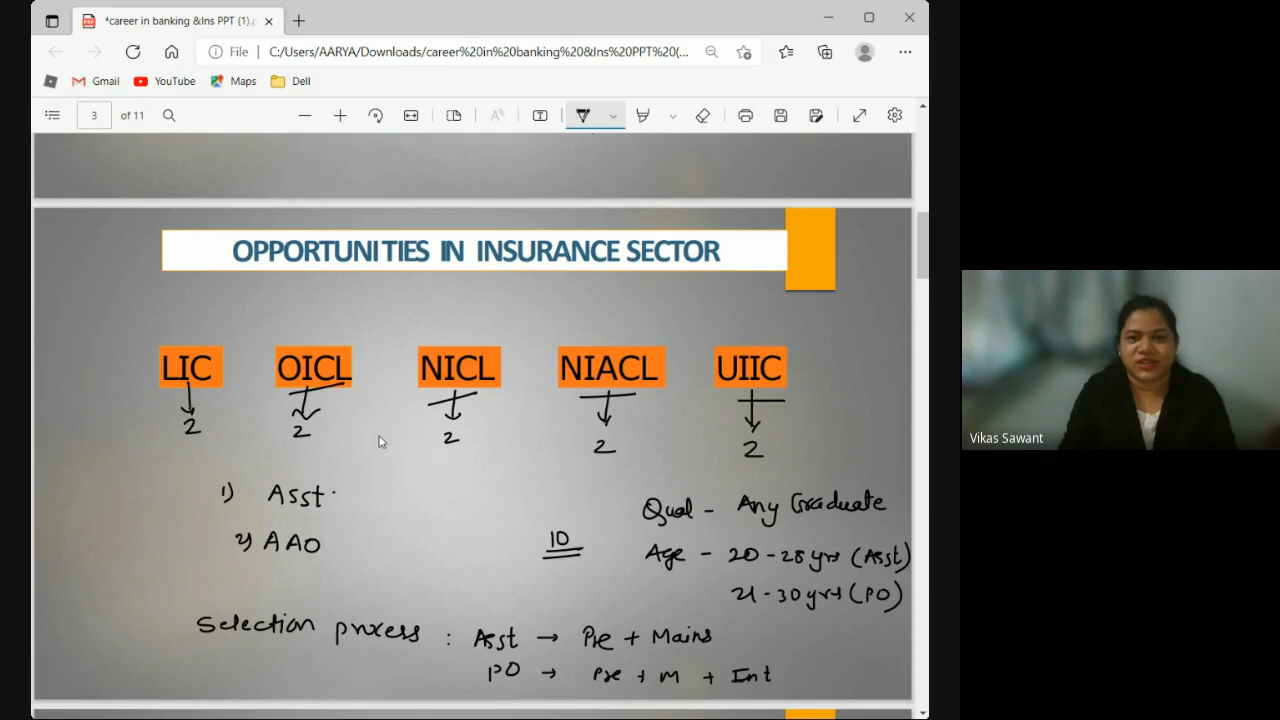 *career in banking &Ins PPT (1).p
File C:/Users/AARYA/Downloads/career%20in%20banking%20&Ins%20PPT%20(...
Gmail YouTube Maps Dell
3 of 11
OPPORTUNITIES IN INSURANCE SECTOR
LIC OICL NICL NIACL UIIC
2 2 2 2 2
1) Asst.
2) AAO
10
Qual - Any Graduate
Age - 20-28 yrs (Asst)
21-30 yrs (PO)
Selection process : Asst → Pre + Mains
PO → Pre + M + Int
Vikas Sawant